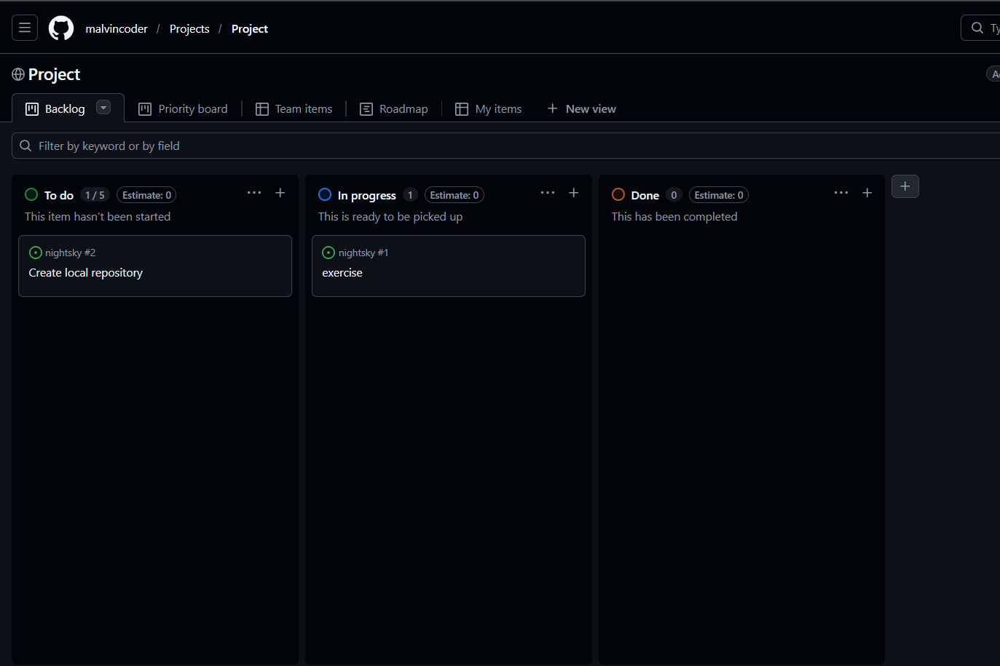 malvincoder / Projects / Project
Project
Backlog Priority board Team items Roadmap My items + New view
Filter by keyword or by field
To do 1 / 5 Estimate: 0
This item hasn't been started
nightsky #2
Create local repository
In progress 1 Estimate: 0
This is ready to be picked up
nightsky #1
exercise
Done 0 Estimate: 0
This has been completed